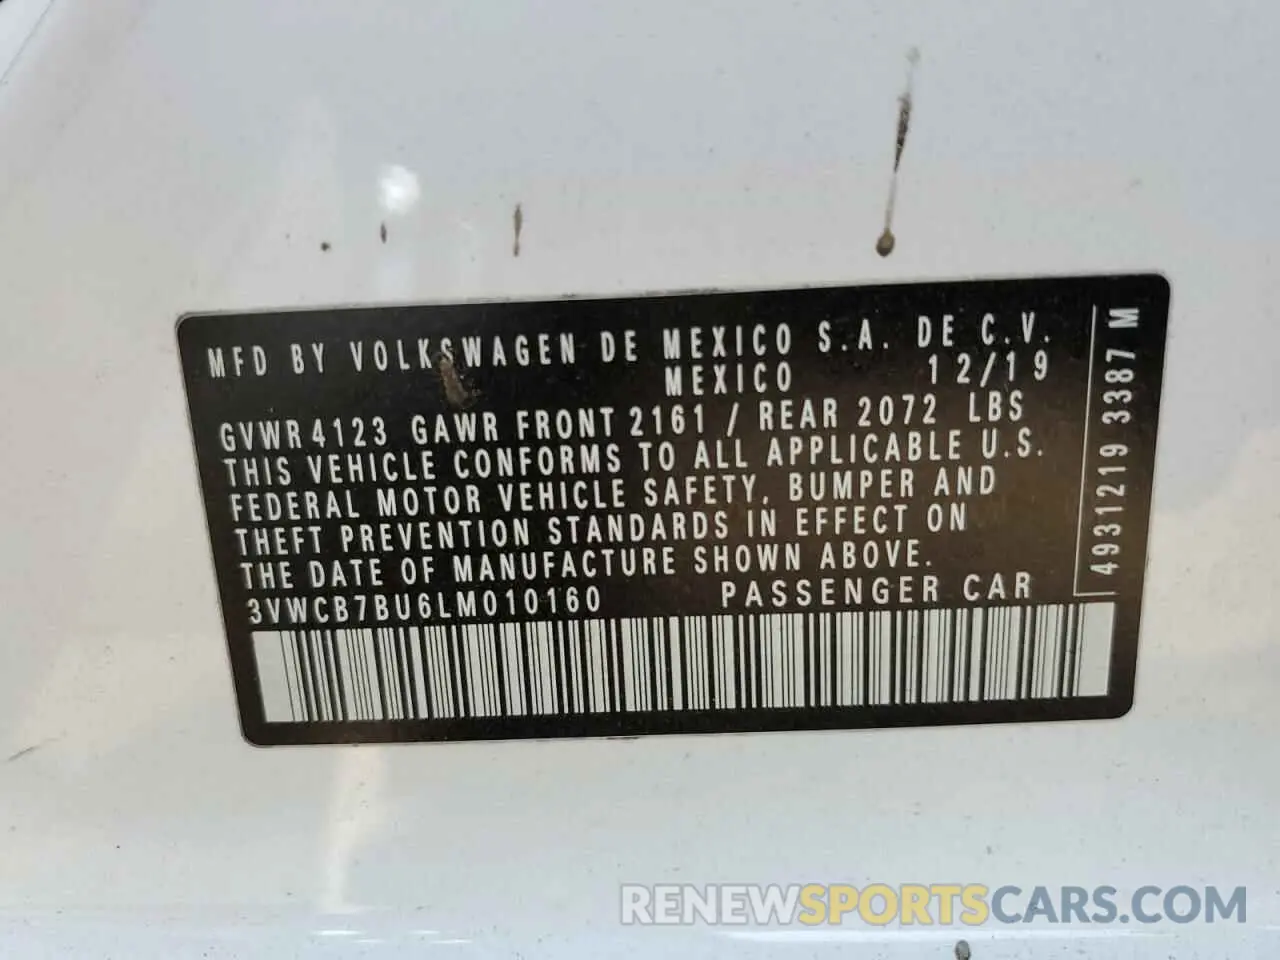 MFD BY VOLKSWAGEN DE MEXICO S.A. DE C.V.
MEXICO 12/19
GVWR 4123 GAWR FRONT 2161 / REAR 2072 LBS
THIS VEHICLE CONFORMS TO ALL APPLICABLE U.S.
FEDERAL MOTOR VEHICLE SAFETY, BUMPER AND
THEFT PREVENTION STANDARDS IN EFFECT ON
THE DATE OF MANUFACTURE SHOWN ABOVE.
3VWCB7BU6LM010160 PASSENGER CAR
49312219 3387 M
RENEWSPORTSCARS.COM